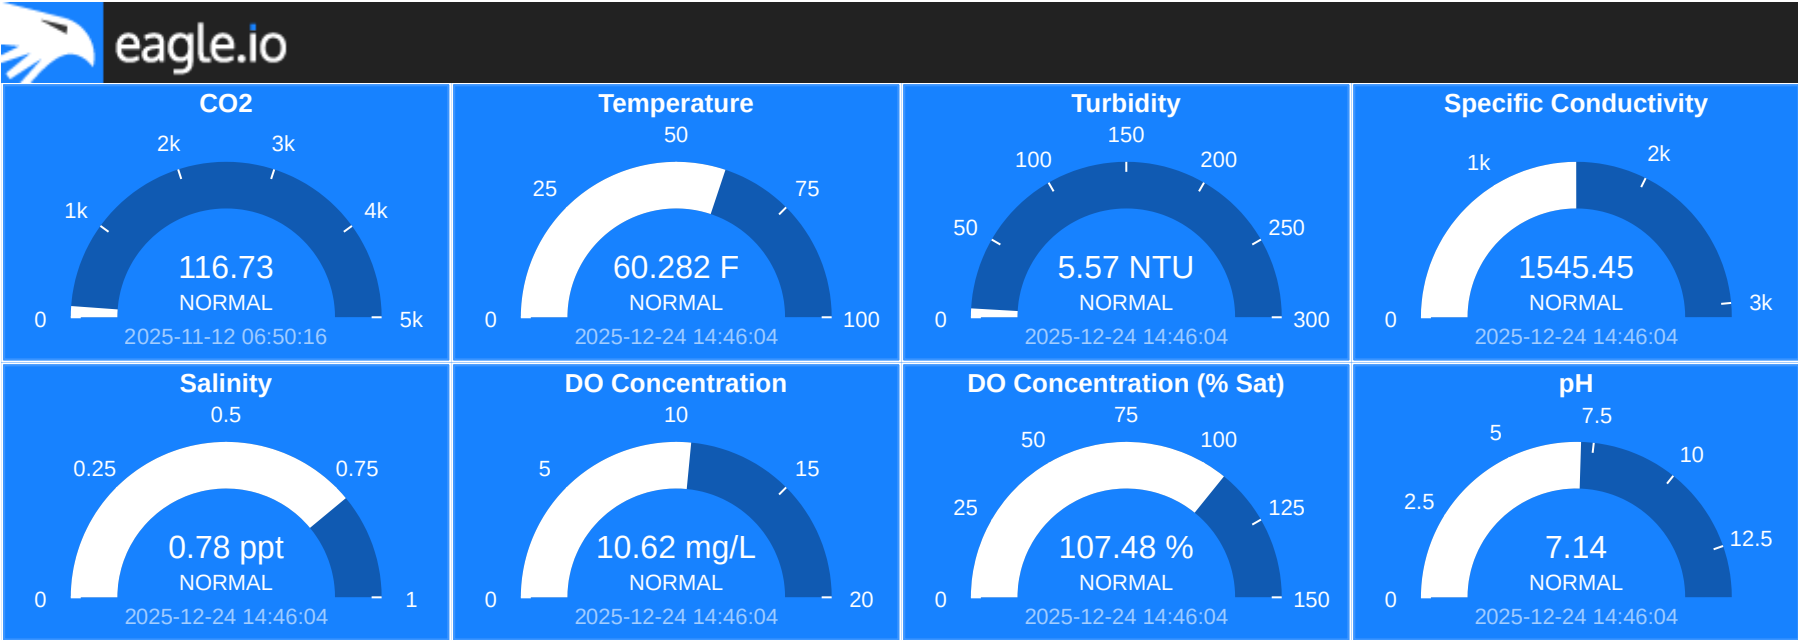 eagle.io
CO2
2k
3k
1k
4k
116.73
NORMAL
0
5k
2025-11-12 06:50:16
Temperature
50
25
75
60.282 F
NORMAL
0
100
2025-12-24 14:46:04
Turbidity
150
100
200
50
250
5.57 NTU
NORMAL
0
300
2025-12-24 14:46:04
Specific Conductivity
2k
1k
1545.45
NORMAL
3k
0
2025-12-24 14:46:04
Salinity
0.5
0.25
0.75
0.78 ppt
NORMAL
0
1
2025-12-24 14:46:04
DO Concentration
10
5
15
10.62 mg/L
NORMAL
0
20
2025-12-24 14:46:04
DO Concentration (% Sat)
75
50
100
25
125
107.48 %
NORMAL
0
150
2025-12-24 14:46:04
pH
7.5
5
10
2.5
12.5
7.14
NORMAL
0
2025-12-24 14:46:04